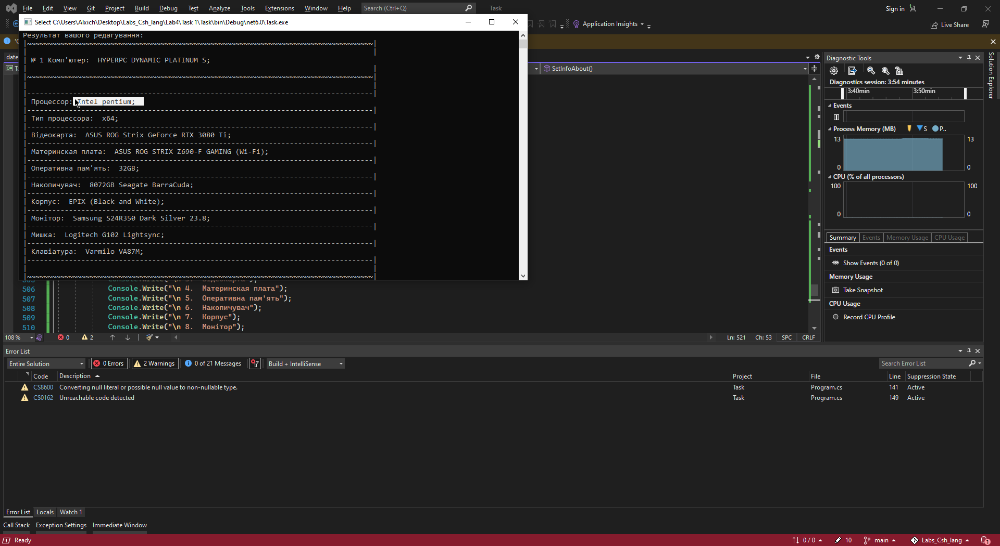 File Edit View Git Project Build Debug Test Analyze Tools Extensions Window Help Search (Ctrl+Q) Task Sign in
Select C:\Users\Alxich\Desktop\Labs_Csh_lang\Lab4\Task 1\Task\bin\Debug\net6.0\Task.exe
Application Insights
Live Share
Результат вашого редагування:
№ 1 Комп'ютер: HYPERPC DYNAMIC PLATINUM S;
Процессор: Intel pentium;
Тип процессора: x64;
Відеокарта: ASUS ROG Strix GeForce RTX 3080 Ti;
Материнская плата: ASUS ROG STRIX Z690-F GAMING (Wi-Fi);
Оперативна пам'ять: 32GB;
Накопичувач: 8072GB Seagate BarraCuda;
Корпус: EPIX (Black and White);
Монітор: Samsung S24R350 Dark Silver 23.8;
Мишка: Logitech G102 Lightsync;
Клавіатура: Varmilo VA87M;
date
SetInfoAbout()
506 Console.Write("\n 4. Материнская плата");
507 Console.Write("\n 5. Оперативна пам'ять");
508 Console.Write("\n 6. Накопичувач");
509 Console.Write("\n 7. Корпус");
510 Console.Write("\n 8. Монітор");
108 % 0 2 Ln: 521 Ch: 53 SPC CRLF
Diagnostic Tools
Diagnostics session: 3:54 minutes
3:40min 3:50min
Events
Process Memory (MB) S P..
13 13
0 0
CPU (% of all processors)
100 100
0 0
Summary Events Memory Usage CPU Usage
Events
Show Events (0 of 0)
Memory Usage
Take Snapshot
CPU Usage
Record CPU Profile
Solution Explorer
Error List
Entire Solution 0 Errors 2 Warnings 0 of 21 Messages Build + IntelliSense Search Error List
Code Description Project File Line Suppression State
CS8600 Converting null literal or possible null value to non-nullable type. Task Program.cs 141 Active
CS0162 Unreachable code detected Task Program.cs 149 Active
Error List Locals Watch 1
Call Stack Exception Settings Immediate Window
Ready 0 / 0 10 main Labs_Csh_lang 1